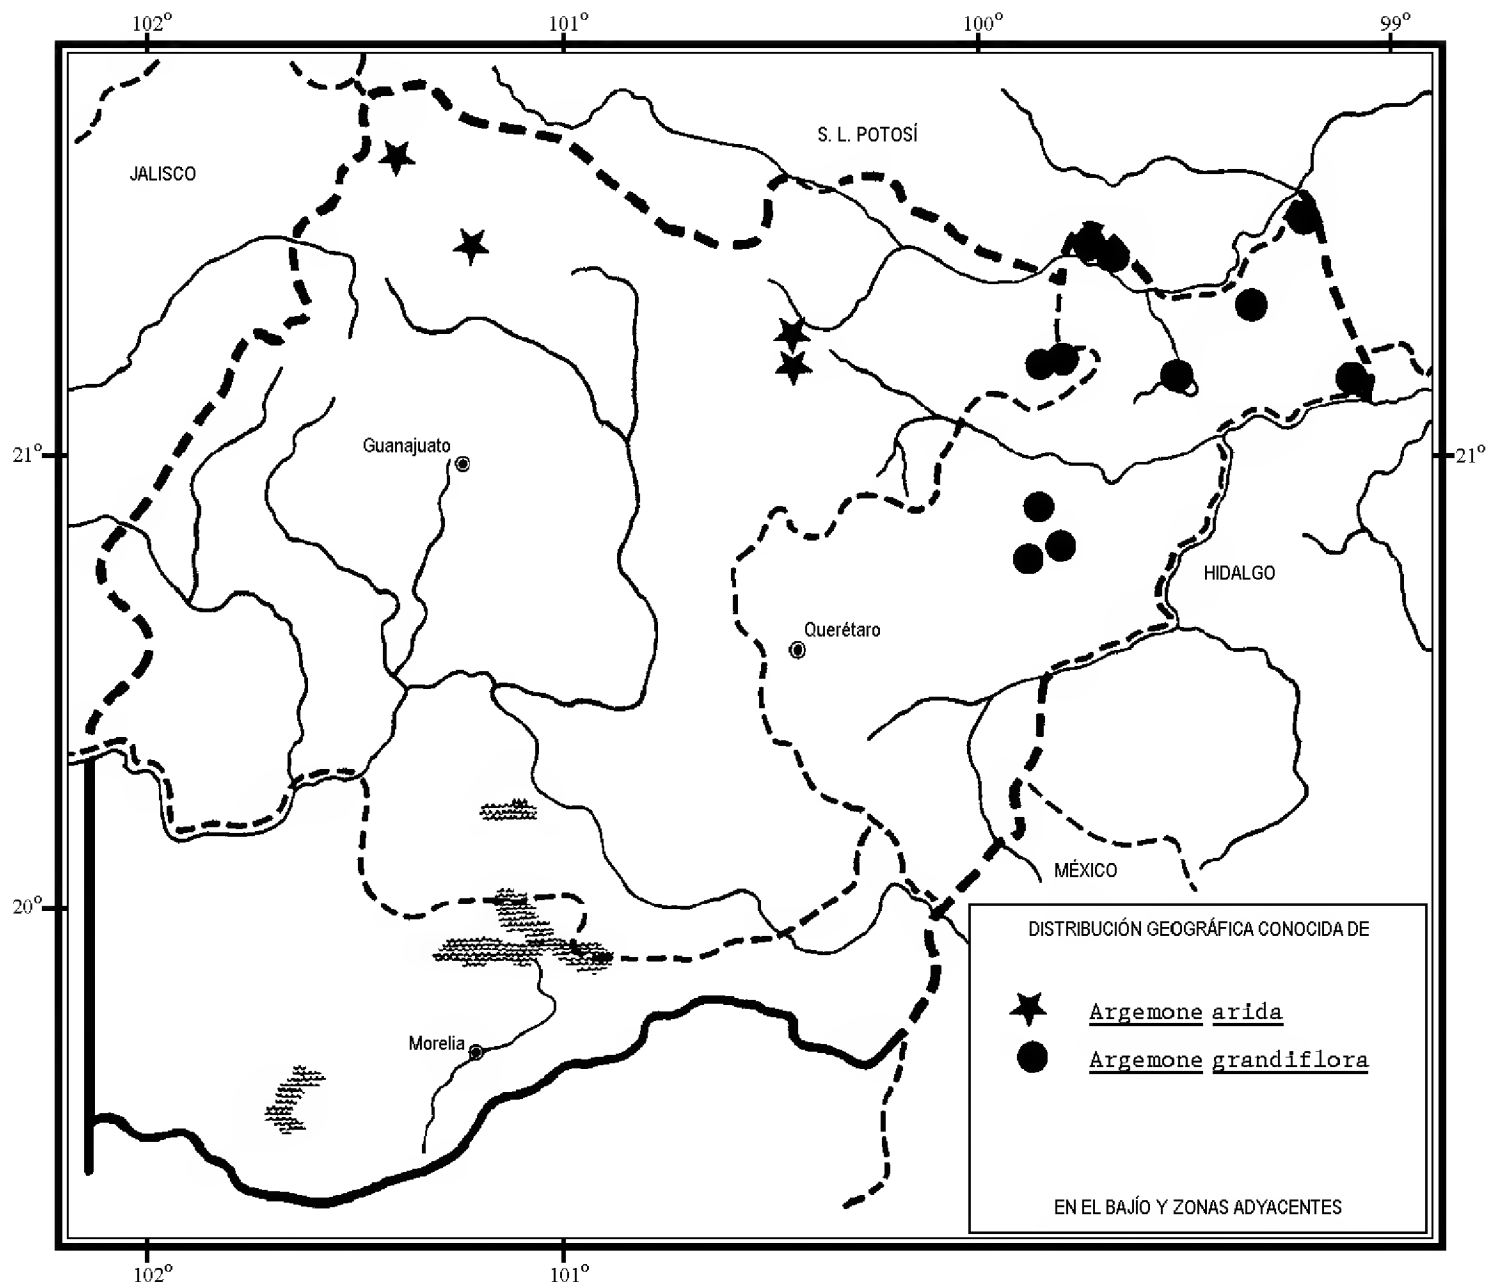 102° 101° 100° 99°
S. L. POTOSÍ
JALISCO
Guanajuato
21° 21°
HIDALGO
Querétaro
MÉXICO
20°
DISTRIBUCIÓN GEOGRÁFICA CONOCIDA DE
Argemone arida
Morelia
Argemone grandiflora
EN EL BAJÍO Y ZONAS ADYACENTES
102° 101°